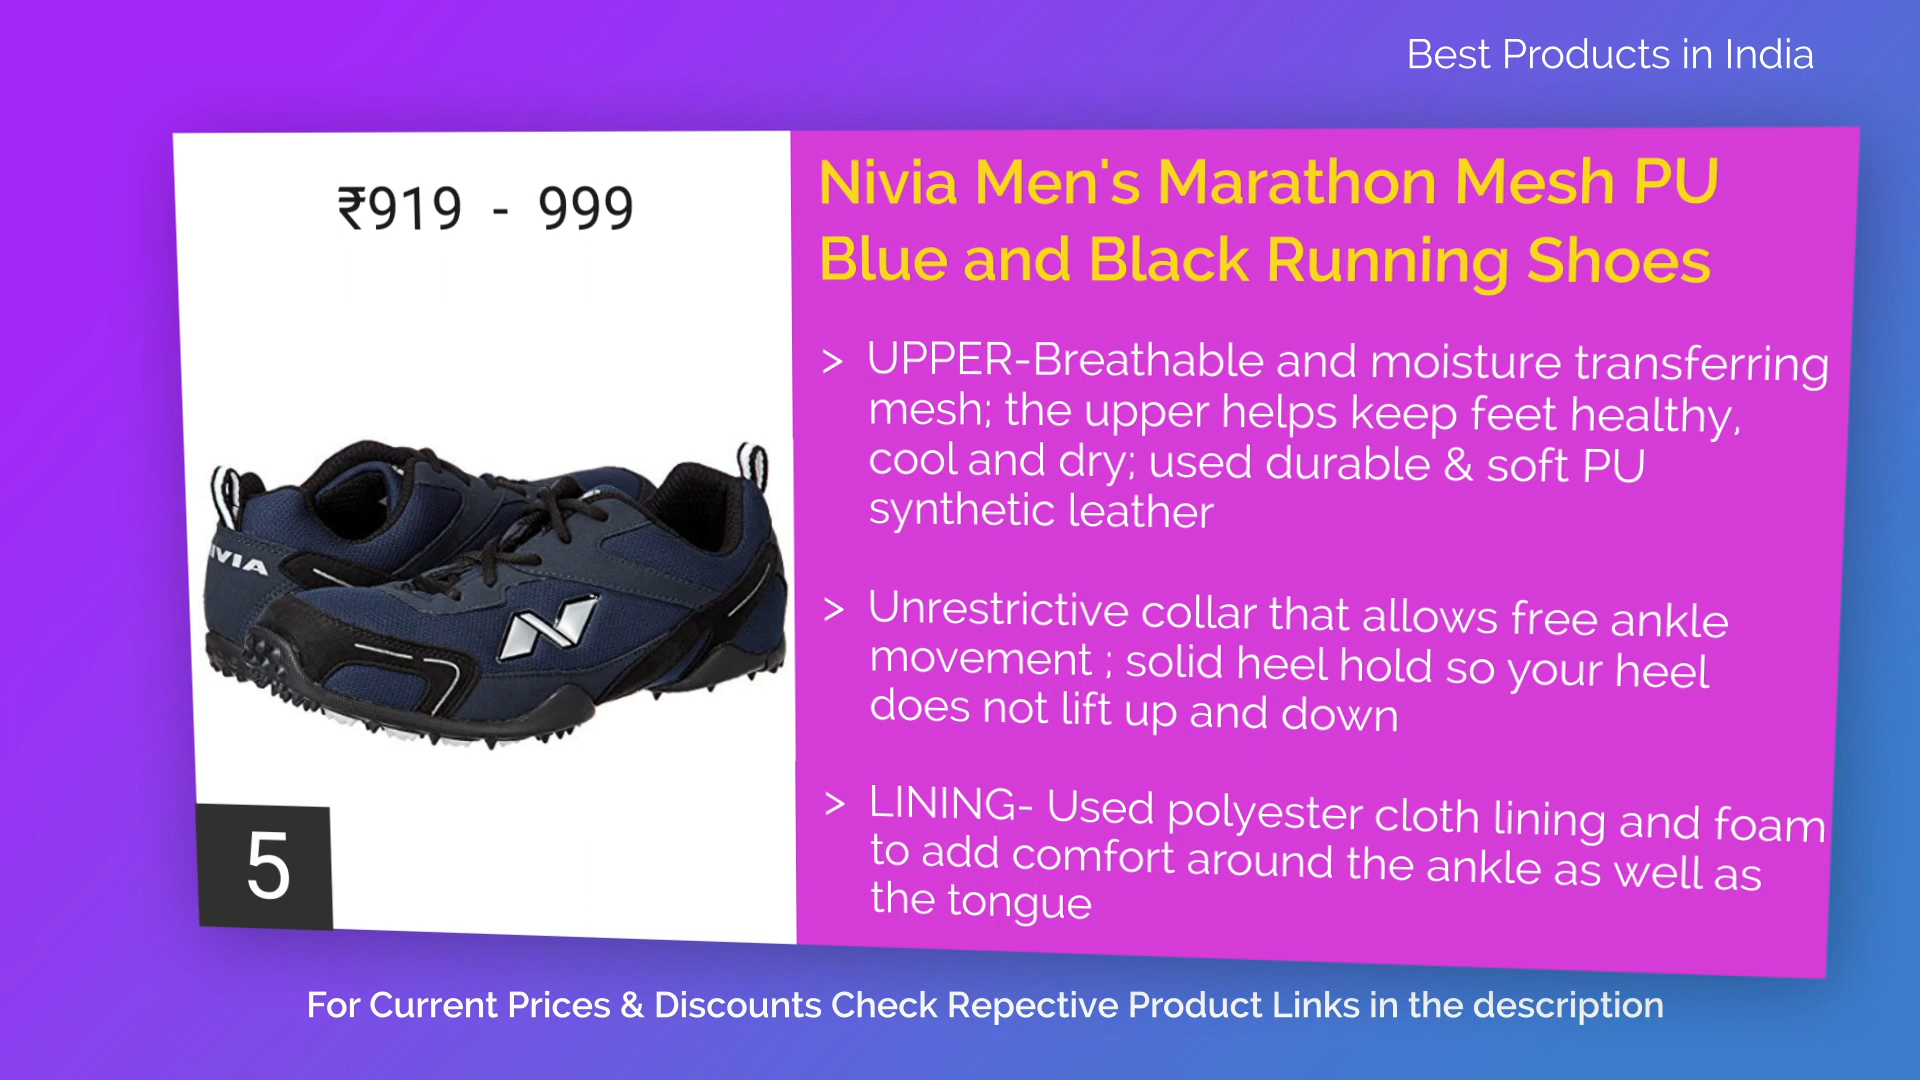 Best Products in India
₹919 - 999
Nivia Men's Marathon Mesh PU
Blue and Black Running Shoes
> UPPER-Breathable and moisture transferring
mesh; the upper helps keep feet healthy,
cool and dry; used durable & soft PU
synthetic leather
> Unrestrictive collar that allows free ankle
movement ; solid heel hold so your heel
does not lift up and down
> LINING- Used polyester cloth lining and foam
to add comfort around the ankle as well as
the tongue
IVIA
N
5
For Current Prices & Discounts Check Repective Product Links in the description